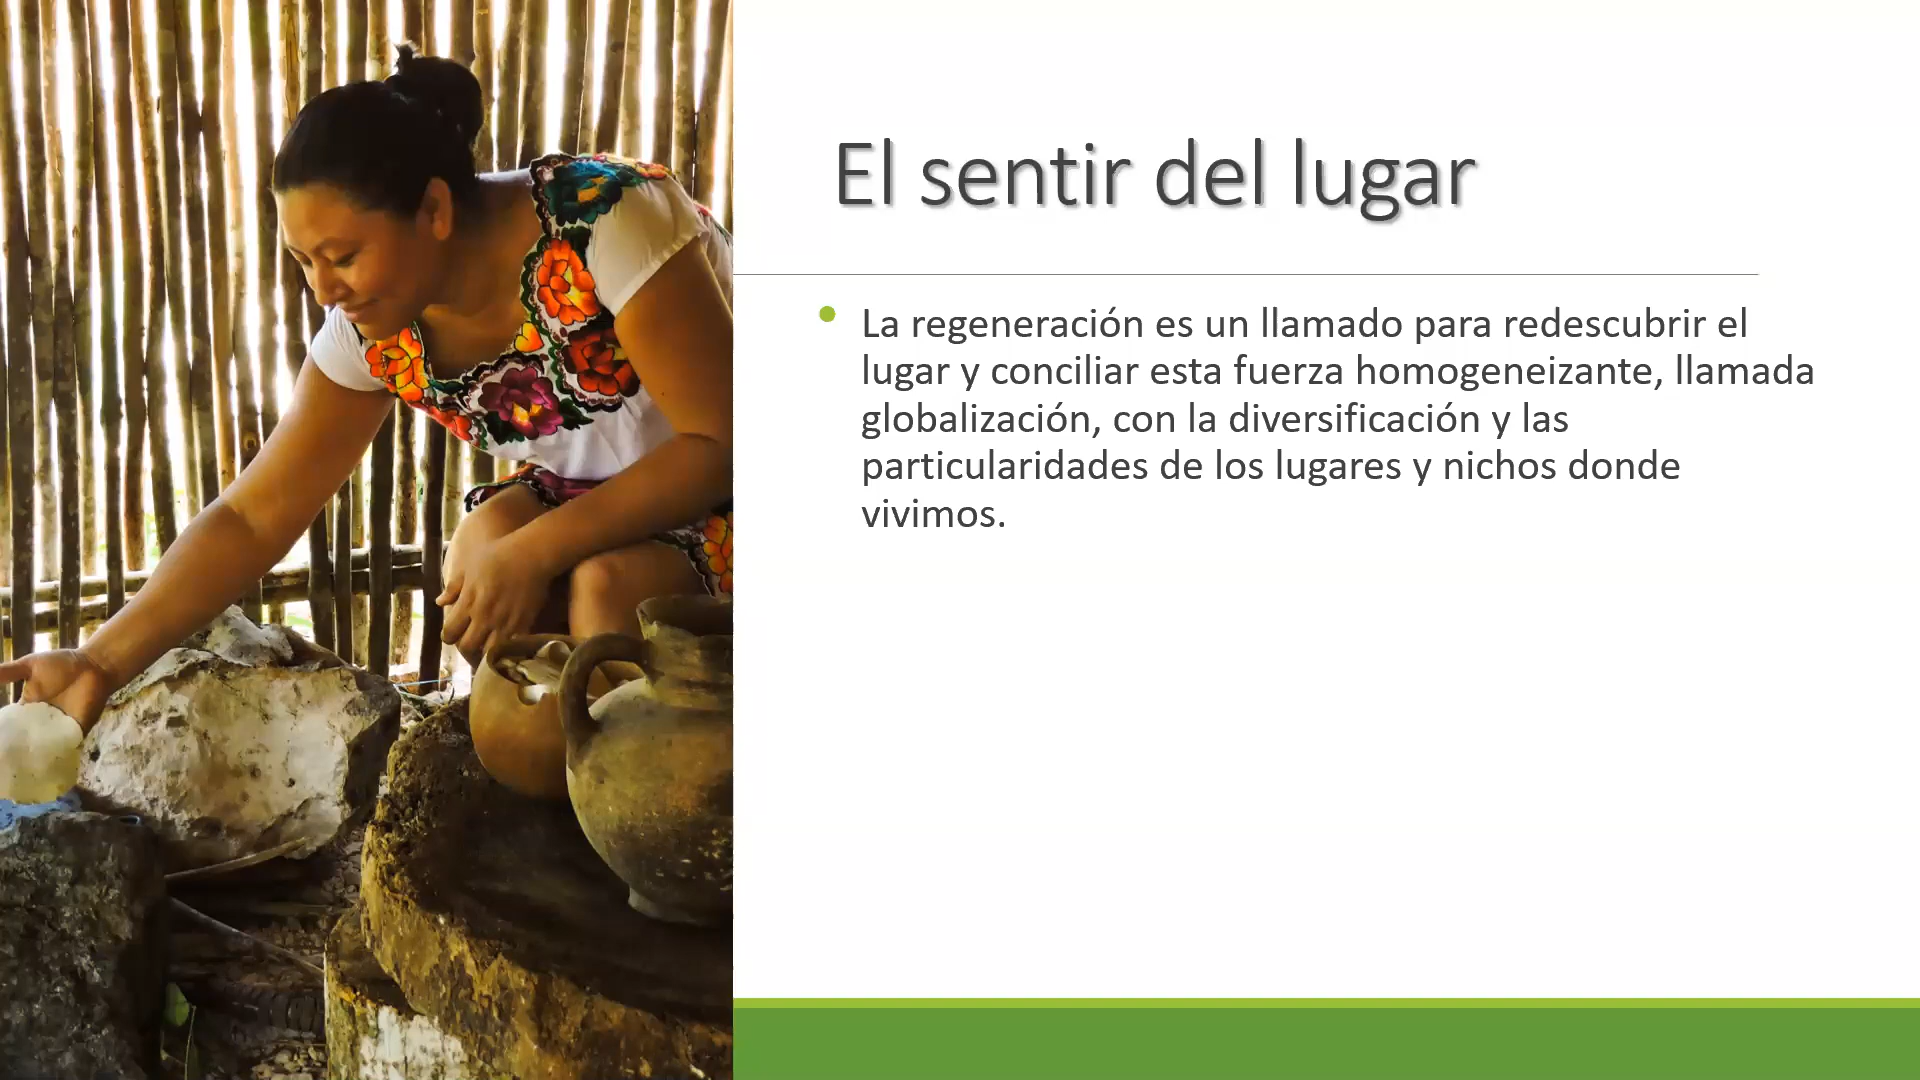 El sentir del lugar
La regeneración es un llamado para redescubrir el
lugar y conciliar esta fuerza homogeneizante, llamada
globalización, con la diversificación y las
particularidades de los lugares y nichos donde
vivimos.